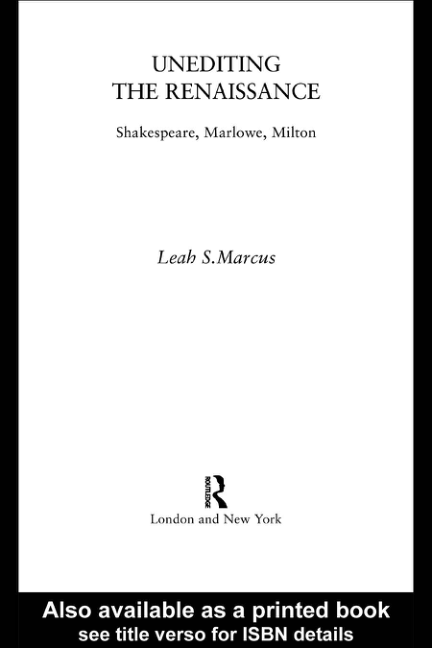 UNEDITING
THE RENAISSANCE
Shakespeare, Marlowe, Milton
Leah S.Marcus
ROUTLEDGE
London and New York
Also available as a printed book
see title verso for ISBN details